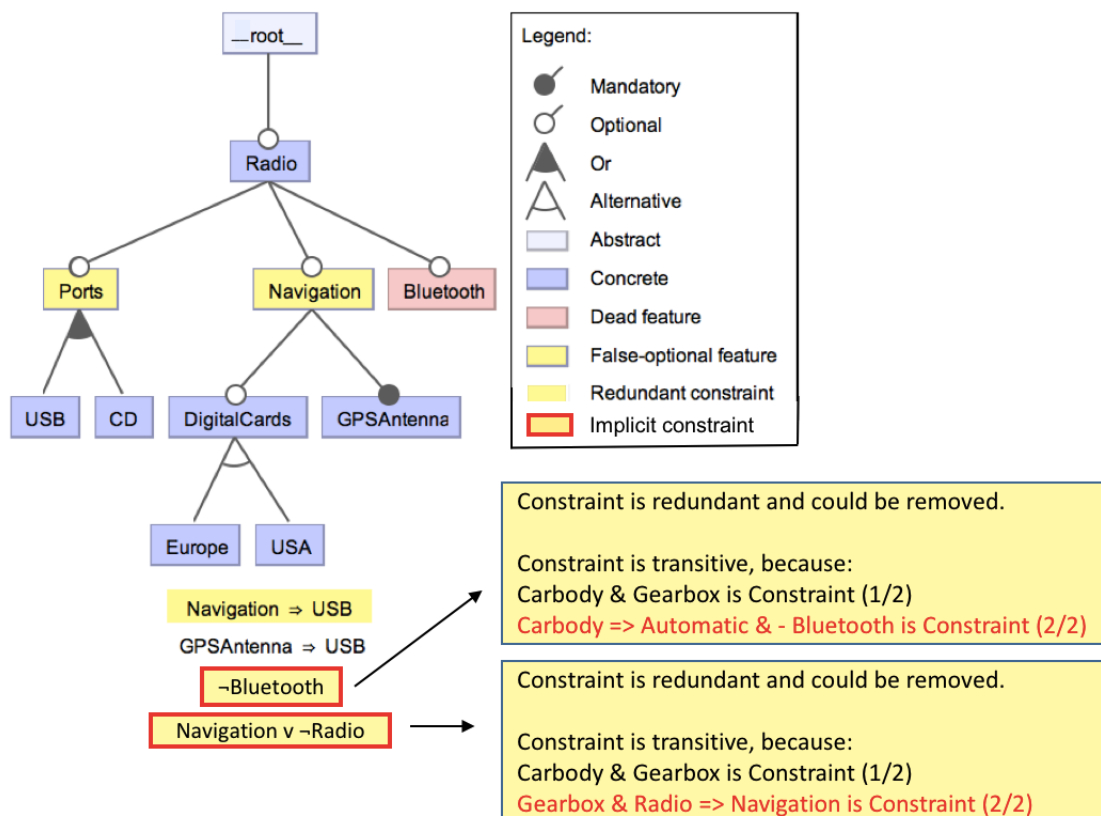 __root__
Radio
Ports
Navigation
Bluetooth
USB
CD
DigitalCards
GPSAntenna
Europe
USA
Legend:
Mandatory
Optional
Or
Alternative
Abstract
Concrete
Dead feature
False-optional feature
Redundant constraint
Implicit constraint
Navigation ⇒ USB
GPSAntenna ⇒ USB
¬Bluetooth
Navigation v ¬Radio
Constraint is redundant and could be removed.
Constraint is transitive, because:
Carbody & Gearbox is Constraint (1/2)
Carbody => Automatic & - Bluetooth is Constraint (2/2)
Constraint is redundant and could be removed.
Constraint is transitive, because:
Carbody & Gearbox is Constraint (1/2)
Gearbox & Radio => Navigation is Constraint (2/2)